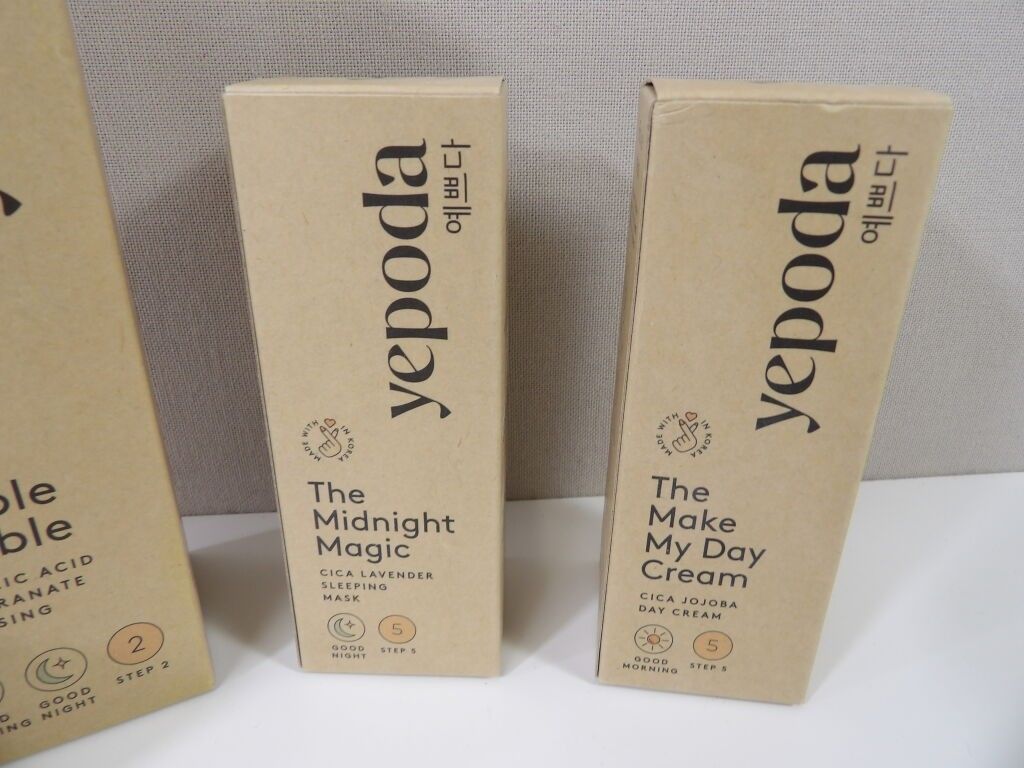 ble
ble
IC ACID
RANATE
SING
GOOD
NIGHT
2
STEP 2
yepoda
예뽀다
MADE WITH
IN KOREA
The
Midnight
Magic
CICA LAVENDER
SLEEPING
MASK
GOOD
NIGHT
5
STEP 5
yepoda
예뽀다
MADE WITH
IN KOREA
The
Make
My Day
Cream
CICA JOJOBA
DAY CREAM
GOOD
MORNING
5
STEP 5